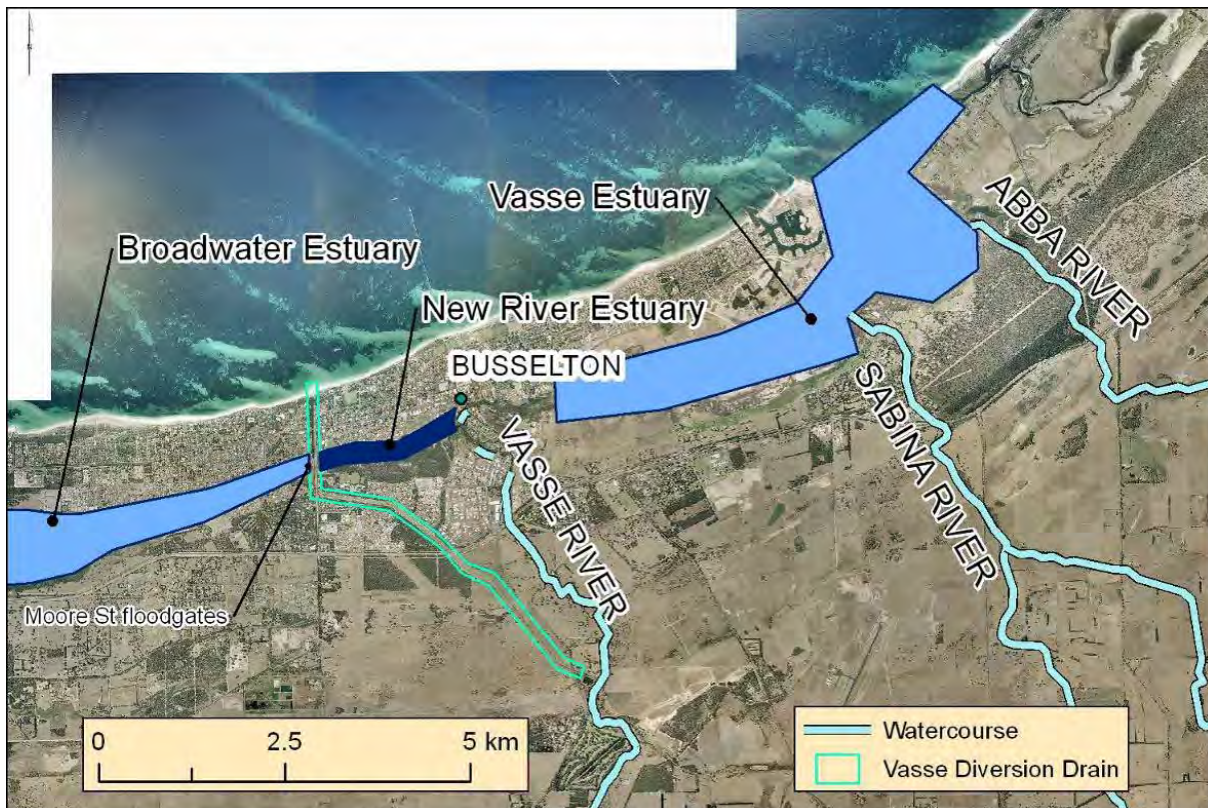 Vasse Estuary
Broadwater Estuary
New River Estuary
BUSSELTON
ABBA RIVER
SABINA RIVER
VASSE RIVER
Moore St floodgates
0 2.5 5 km
Watercourse
Vasse Diversion Drain